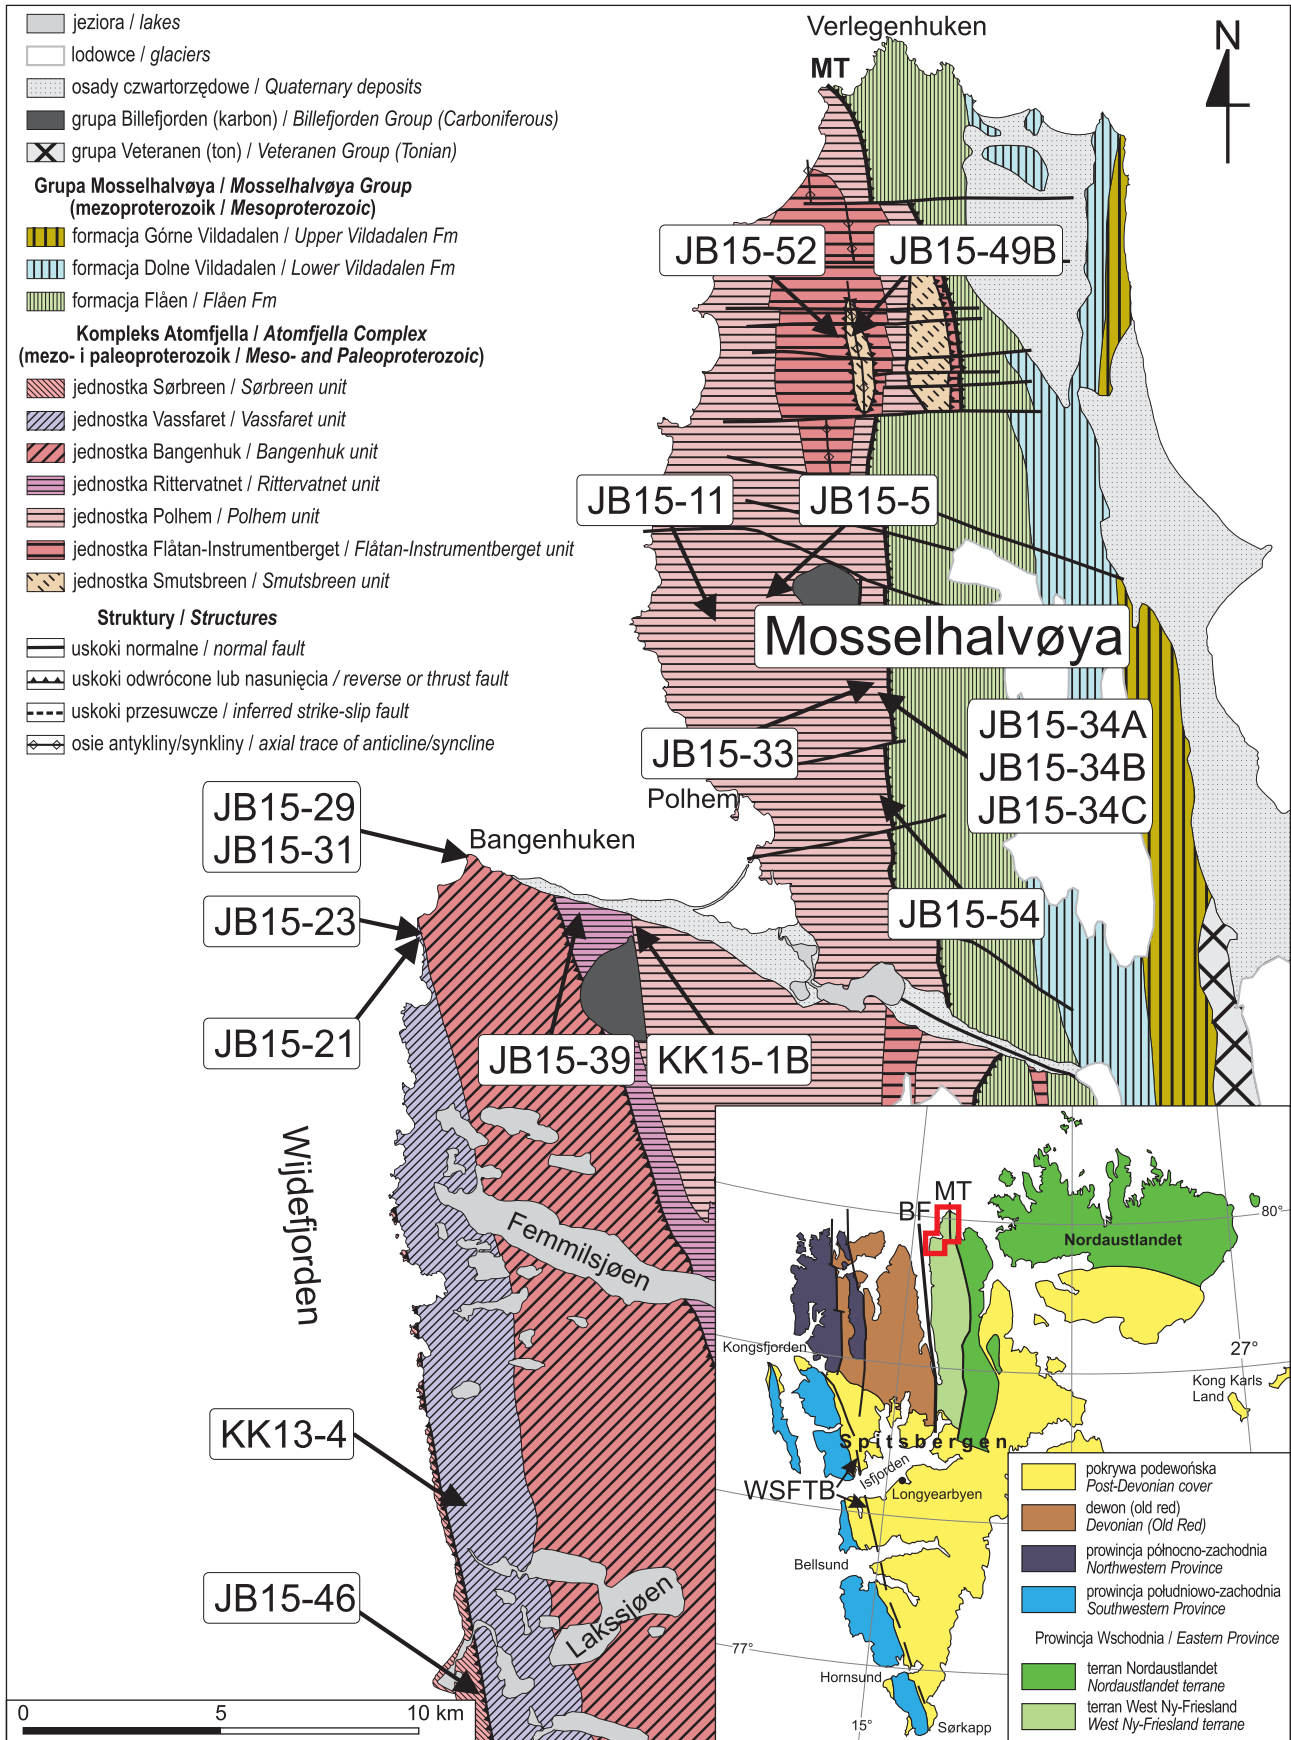 jeziora / lakes
lodowce / glaciers
osady czwartorzędowe / Quaternary deposits
grupa Billefjorden (karbon) / Billefjorden Group (Carboniferous)
grupa Veteranen (ton) / Veteranen Group (Tonian)
Grupa Mosselhalvøya / Mosselhalvøya Group
(mezoproterozoik / Mesoproterozoic)
formacja Górne Vildadalen / Upper Vildadalen Fm
formacja Dolne Vildadalen / Lower Vildadalen Fm
formacja Flåen / Flåen Fm
Kompleks Atomfjella / Atomfjella Complex
(mezo- i paleoproterozoik / Meso- and Paleoproterozoic)
jednostka Sørbreen / Sørbreen unit
jednostka Vassfaret / Vassfaret unit
jednostka Bangenhuk / Bangenhuk unit
jednostka Rittervatnet / Rittervatnet unit
jednostka Polhem / Polhem unit
jednostka Flåtan-Instrumentberget / Flåtan-Instrumentberget unit
jednostka Smutsbreen / Smutsbreen unit
Struktury / Structures
uskoki normalne / normal fault
uskoki odwrócone lub nasunięcia / reverse or thrust fault
uskoki przesuwcze / inferred strike-slip fault
osie antykliny/synkliny / axial trace of anticline/syncline
Verlegenhuken
MT
N
JB15-52
JB15-49B
JB15-11
JB15-5
Mosselhalvøya
JB15-34A
JB15-34B
JB15-34C
JB15-33
Polhem
JB15-29
JB15-31
Bangenhuken
JB15-23
JB15-54
JB15-21
JB15-39
KK15-1B
Wijdefjorden
Femmilsjøen
KK13-4
JB15-46
Lakssjøen
0 5 10 km
MT
BF
80°
Nordaustlandet
Kongsfjorden
27°
Kong Karls
Land
Spitsbergen
Isfjorden
WSFTB
Longyearbyen
Bellsund
77°
Hornsund
15°
Sørkapp
pokrywa podewońska
Post-Devonian cover
dewon (old red)
Devonian (Old Red)
prowincja północno-zachodnia
Northwestern Province
prowincja południowo-zachodnia
Southwestern Province
Prowincja Wschodnia / Eastern Province
terran Nordaustlandet
Nordaustlandet terrane
terran West Ny-Friesland
West Ny-Friesland terrane